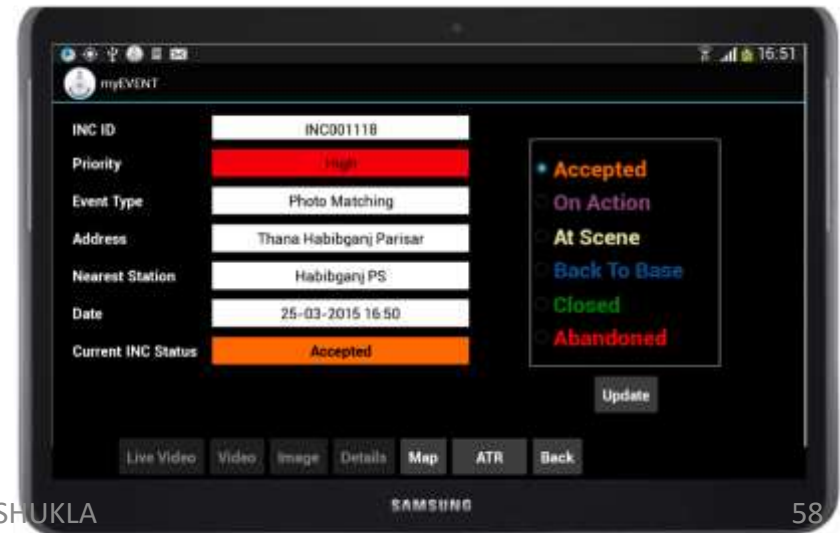 16:51
myEVENT
INC ID INC001118
Priority High
Event Type Photo Matching
Address Thana Habibganj Parisar
Nearest Station Habibganj PS
Date 25-03-2015 16:50
Current INC Status Accepted
Accepted
On Action
At Scene
Back To Base
Closed
Abandoned
Update
Live Video Video Image Details Map ATR Back
SAMSUNG
SHUKLA 58